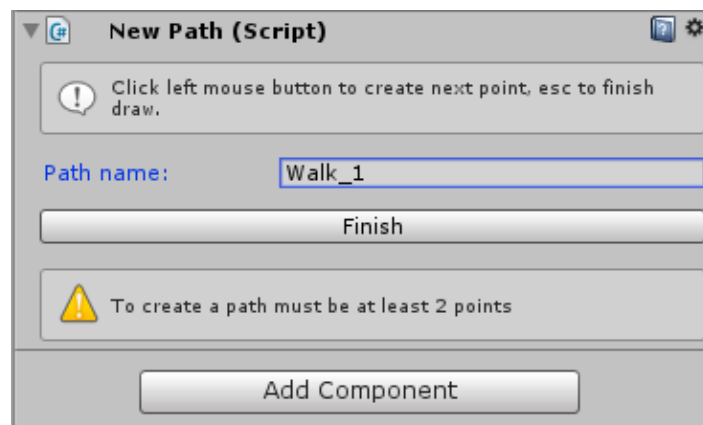 New Path (Script)
Click left mouse button to create next point, esc to finish
draw.
Path name: Walk_1
Finish
To create a path must be at least 2 points
Add Component